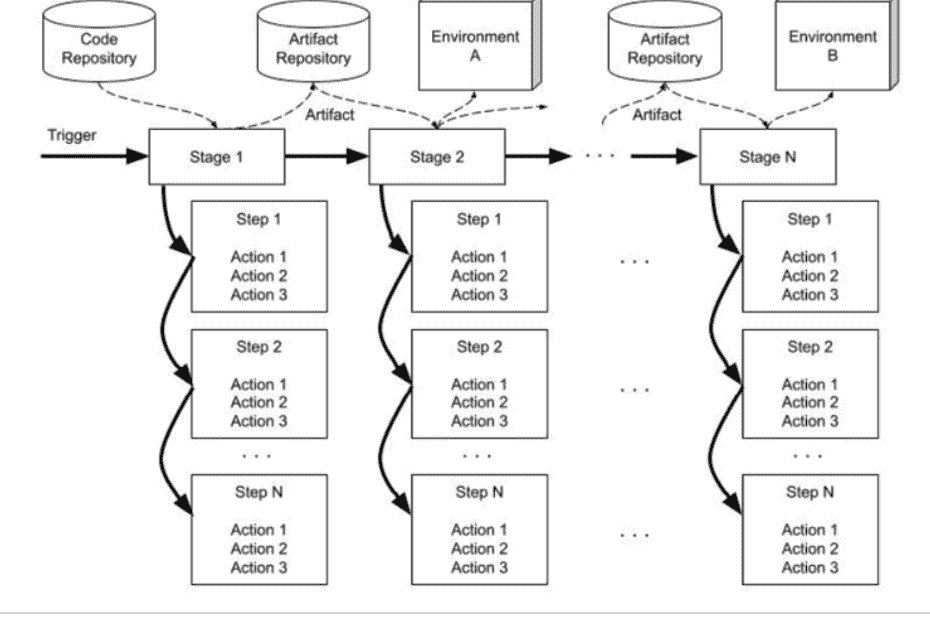 Code
Repository
Artifact
Repository
Environment
A
Artifact
Repository
Environment
B
Trigger
Artifact
Artifact
Stage 1
Stage 2
. . .
Stage N
Step 1
Action 1
Action 2
Action 3
Step 1
Action 1
Action 2
Action 3
. . .
Step 1
Action 1
Action 2
Action 3
Step 2
Action 1
Action 2
Action 3
Step 2
Action 1
Action 2
Action 3
. . .
Step 2
Action 1
Action 2
Action 3
. . .
. . .
. . .
Step N
Action 1
Action 2
Action 3
Step N
Action 1
Action 2
Action 3
. . .
Step N
Action 1
Action 2
Action 3